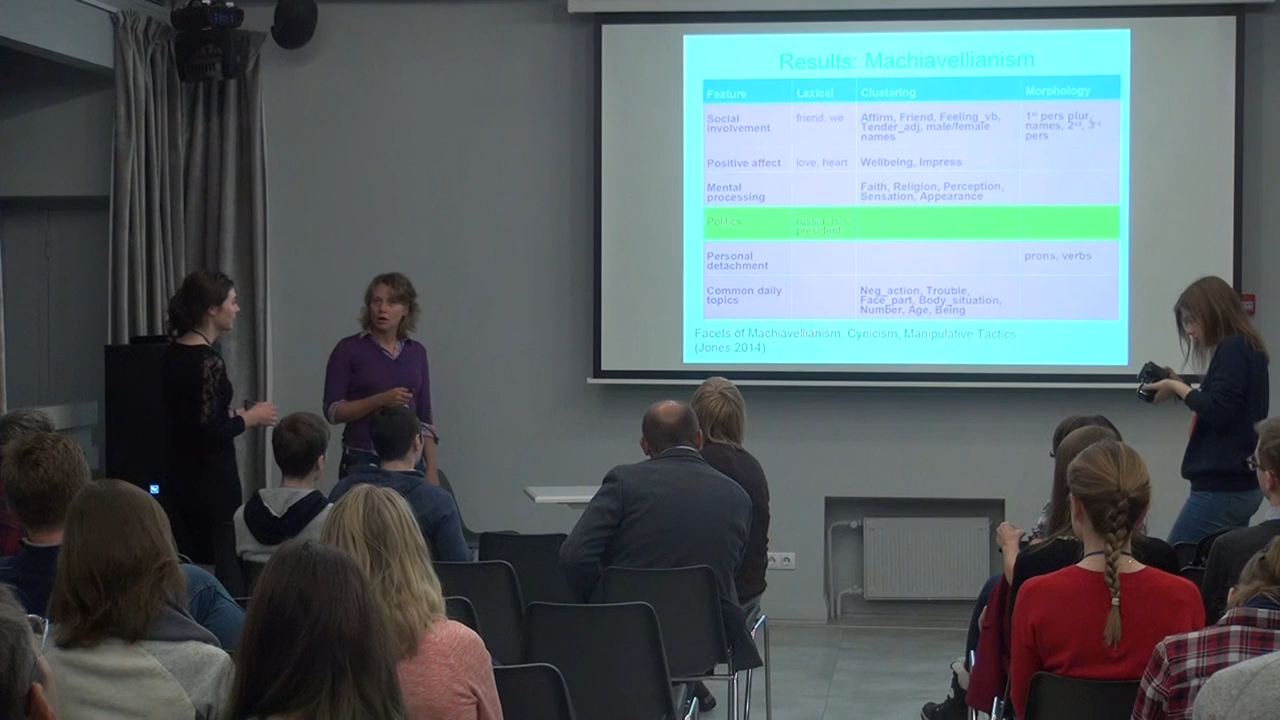 Results: Machiavellianism
Feature Lexical Clustering Morphology
Social involvement friend, we Affirm, Friend, Feeling_vb, Tender_adj, male/female names 1st pers plur, names, 2nd, 3rd pers
Positive affect love, heart Wellbeing, Impress
Mental processing Faith, Religion, Perception, Sensation, Appearance
Politics russia, isis, president
Personal detachment prons, verbs
Common daily topics Neg_action, Trouble, Face_part, Body_situation, Number, Age, Being
Facets of Machiavellianism: Cynicism, Manipulative Tactics
(Jones 2014)